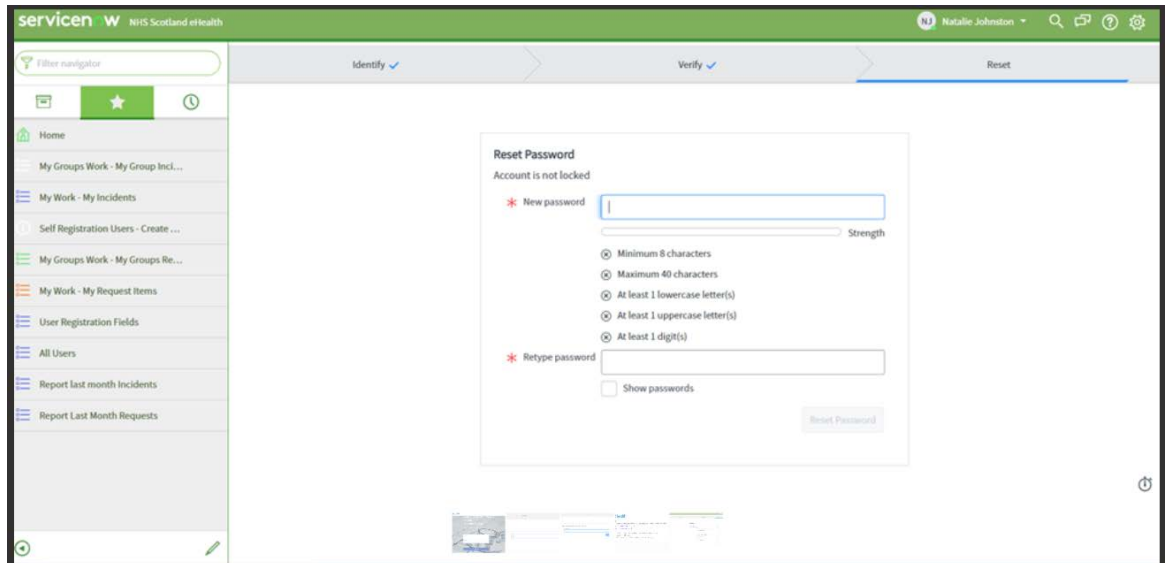 servicenow NHS Scotland eHealth
NJ Natalie Johnston
Filter navigator
Identify
Verify
Reset
Home
My Groups Work - My Group Inci...
My Work - My Incidents
Self Registration Users - Create ...
My Groups Work - My Groups Re...
My Work - My Request Items
User Registration Fields
All Users
Report last month Incidents
Report Last Month Requests
Reset Password
Account is not locked
New password
Strength
Minimum 8 characters
Maximum 40 characters
At least 1 lowercase letter(s)
At least 1 uppercase letter(s)
At least 1 digit(s)
Retype password
Show passwords
Reset Password